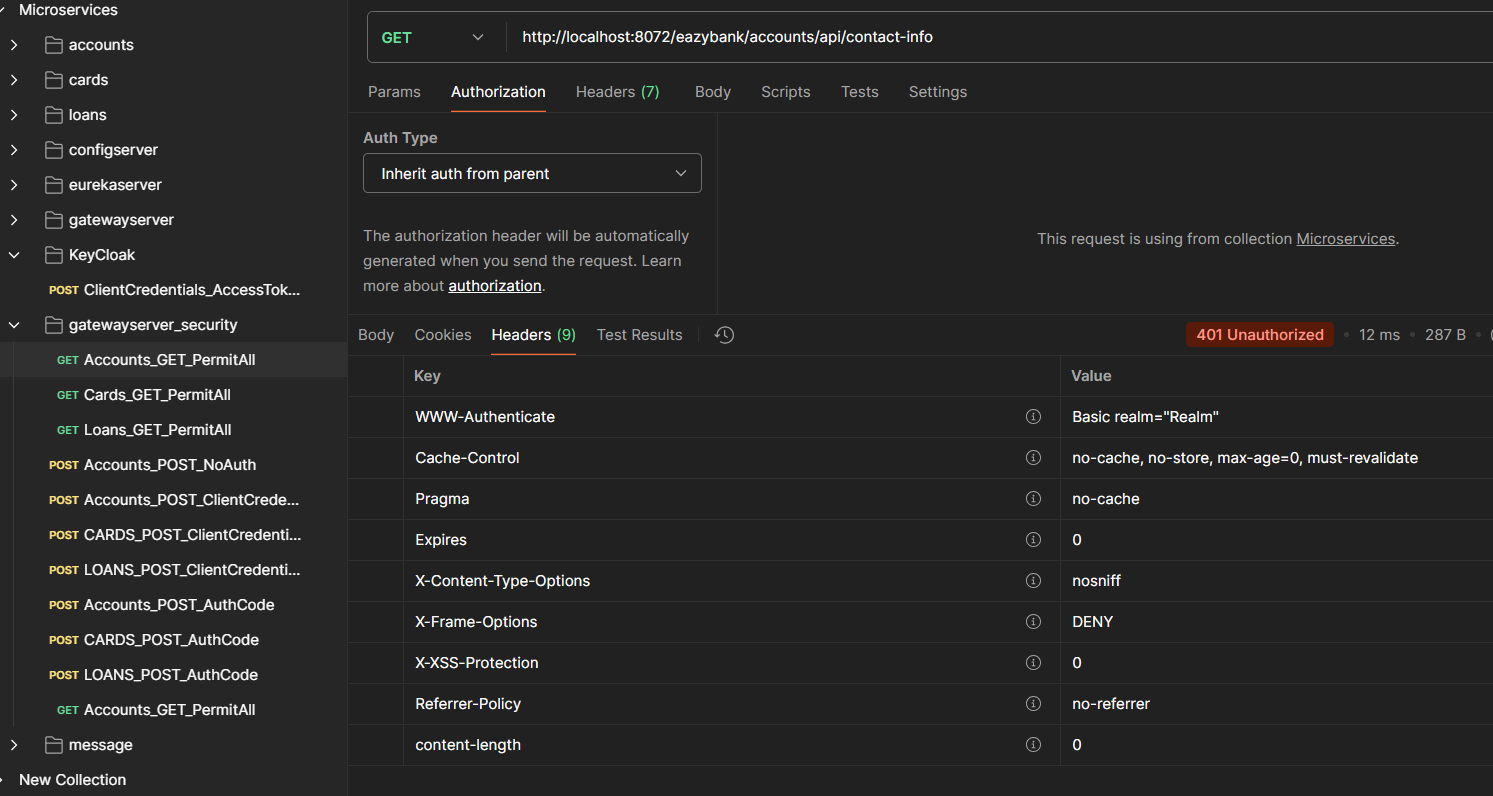 Microservices
accounts
cards
loans
configserver
eurekaserver
gatewayserver
KeyCloak
POST ClientCredentials_AccessTok...
gatewayserver_security
GET Accounts_GET_PermitAll
GET Cards_GET_PermitAll
GET Loans_GET_PermitAll
POST Accounts_POST_NoAuth
POST Accounts_POST_ClientCrede...
POST CARDS_POST_ClientCredenti...
POST LOANS_POST_ClientCredenti...
POST Accounts_POST_AuthCode
POST CARDS_POST_AuthCode
POST LOANS_POST_AuthCode
GET Accounts_GET_PermitAll
message
New Collection
GET http://localhost:8072/eazybank/accounts/api/contact-info
Params Authorization Headers (7) Body Scripts Tests Settings
Auth Type
Inherit auth from parent
The authorization header will be automatically
generated when you send the request. Learn
more about authorization.
This request is using from collection Microservices.
Body Cookies Headers (9) Test Results 401 Unauthorized • 12 ms • 287 B •
Key Value
WWW-Authenticate Basic realm="Realm"
Cache-Control no-cache, no-store, max-age=0, must-revalidate
Pragma no-cache
Expires 0
X-Content-Type-Options nosniff
X-Frame-Options DENY
X-XSS-Protection 0
Referrer-Policy no-referrer
content-length 0